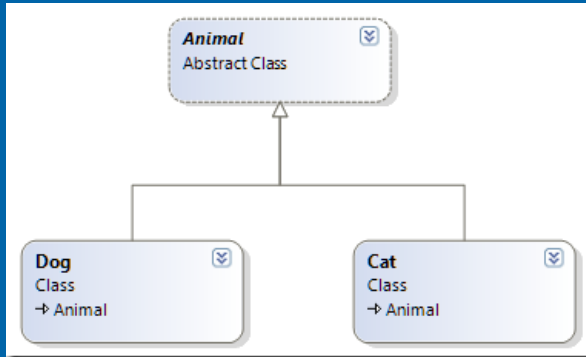 Animal
Abstract Class
Dog
Class
Animal
Cat
Class
Animal